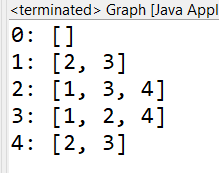 <terminated> Graph [Java Appl
0: []
1: [2, 3]
2: [1, 3, 4]
3: [1, 2, 4]
4: [2, 3]